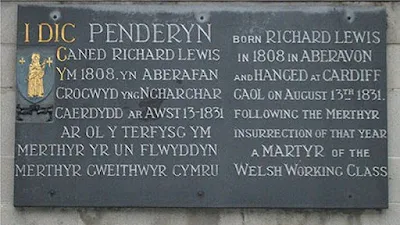 I DIC PENDERYN
GANED RICHARD LEWIS
YM 1808. YN ABERAFAN
CROGWYD YNG NGHARCHAR
CAERDYDD AR AWST 13-1831
AR OL Y TERFYSG YM
MERTHYR YR UN FLWYDDYN
MERTHYR GWEITHWYR CYMRU
BORN RICHARD LEWIS
IN 1808 IN ABERAVON
AND HANGED AT CARDIFF
GAOL ON AUGUST 13TH 1831.
FOLLOWING THE MERTHYR
INSURRECTION OF THAT YEAR
A MARTYR OF THE
WELSH WORKING CLASS